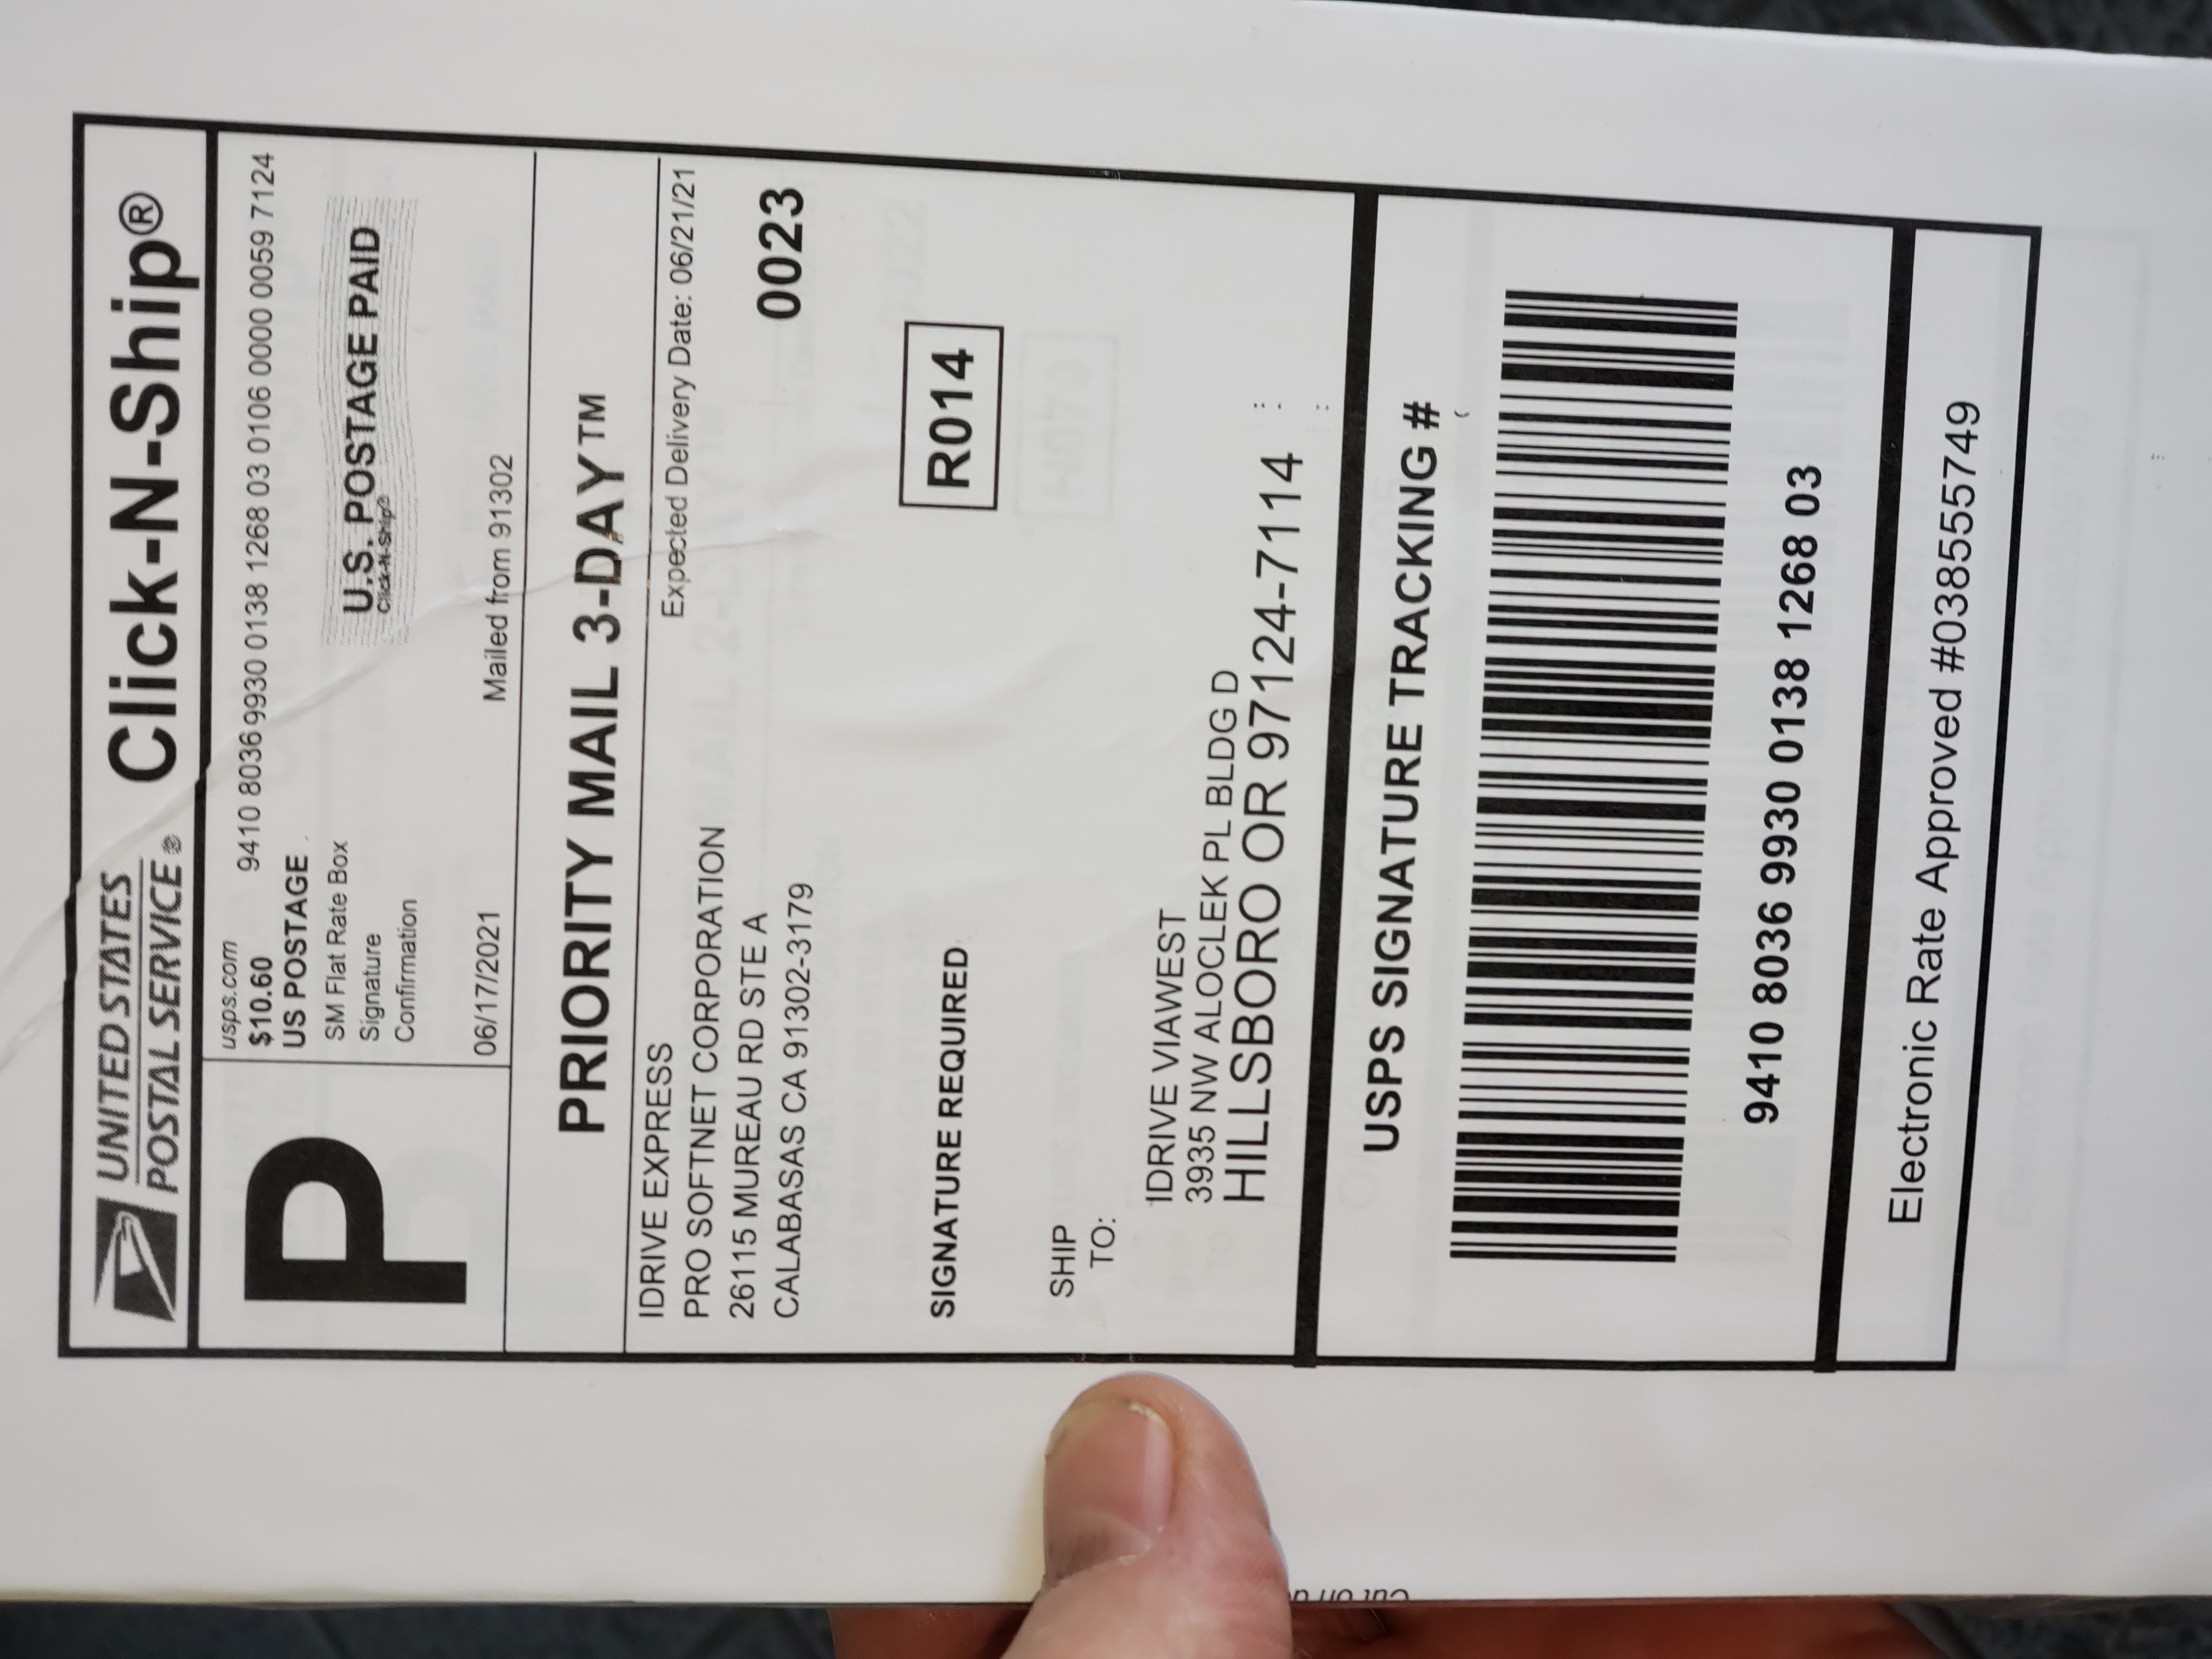 UNITED STATES
POSTAL SERVICE®
Click-N-Ship®
P
usps.com
$10.60
US POSTAGE
SM Flat Rate Box
Signature
Confirmation
9410 8036 9930 0138 1268 03 0106 0000 0059 7124
U.S. POSTAGE PAID
Click-N-Ship®
06/17/2021
Mailed from 91302
PRIORITY MAIL 3-DAY™
IDRIVE EXPRESS
PRO SOFTNET CORPORATION
26115 MUREAU RD STE A
CALABASAS CA 91302-3179
Expected Delivery Date: 06/21/21
0023
SIGNATURE REQUIRED
R014
SHIP
TO:
IDRIVE VIAWEST
3935 NW ALOCLEK PL BLDG D
HILLSBORO OR 97124-7114
USPS SIGNATURE TRACKING #
9410 8036 9930 0138 1268 03
Electronic Rate Approved #038555749